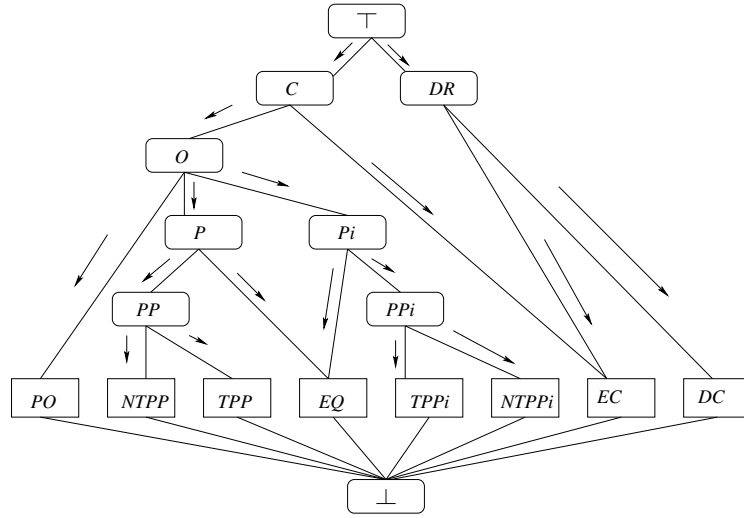 ⊤
C DR
O
P Pi
PP PPi
PO NTPP TPP EQ TPPi NTPPi EC DC
⊥